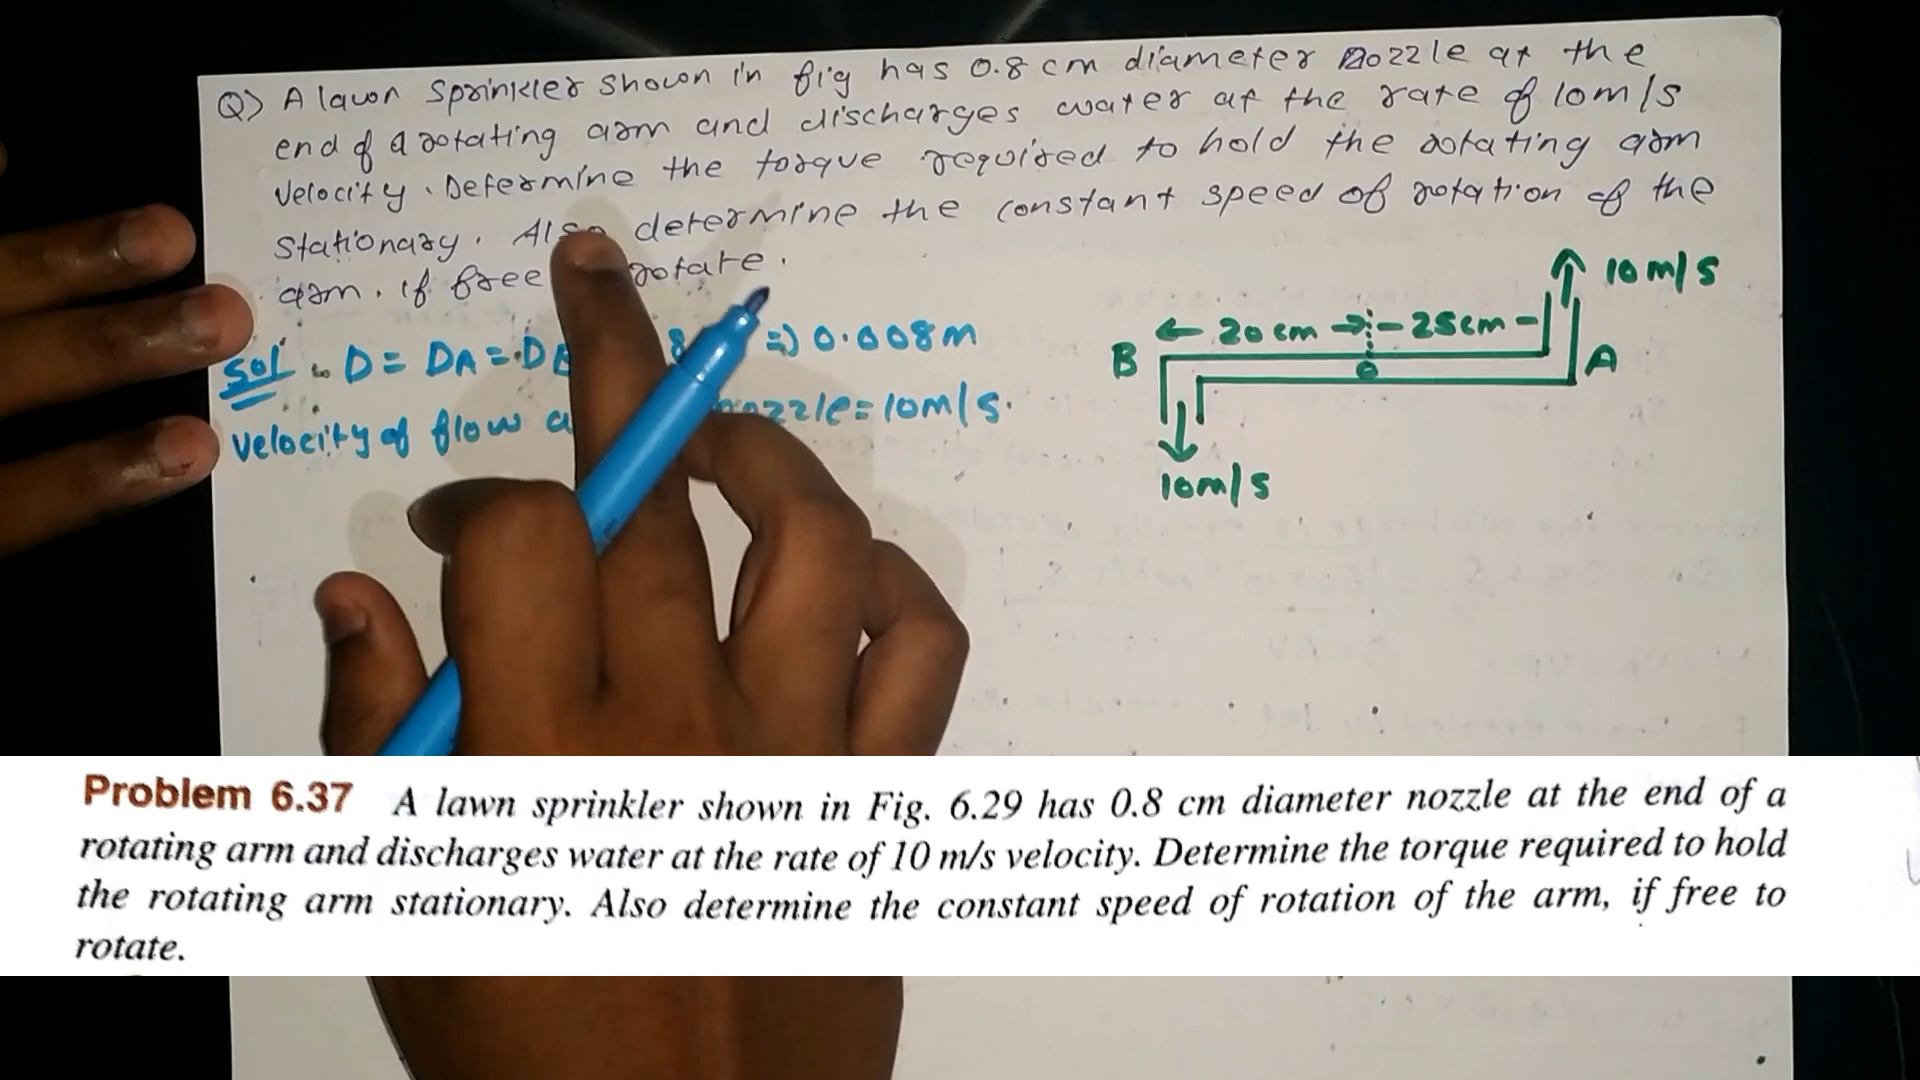 Q) A lawn sprinkler shown in fig has 0.8 cm diameter nozzle at the
end of a rotating arm and discharges water at the rate of 10m/s
velocity. Determine the torque required to hold the rotating arm
stationary. Also determine the constant speed of rotation of the
arm. if free rotate.
Sol. D = DA = D 8 => 0.008m
velocity of flow nozzle = 10m/s.
10m/s
← 20 cm → - 25cm -
B
A
10m/s
Problem 6.37 A lawn sprinkler shown in Fig. 6.29 has 0.8 cm diameter nozzle at the end of a
rotating arm and discharges water at the rate of 10 m/s velocity. Determine the torque required to hold
the rotating arm stationary. Also determine the constant speed of rotation of the arm, if free to
rotate.